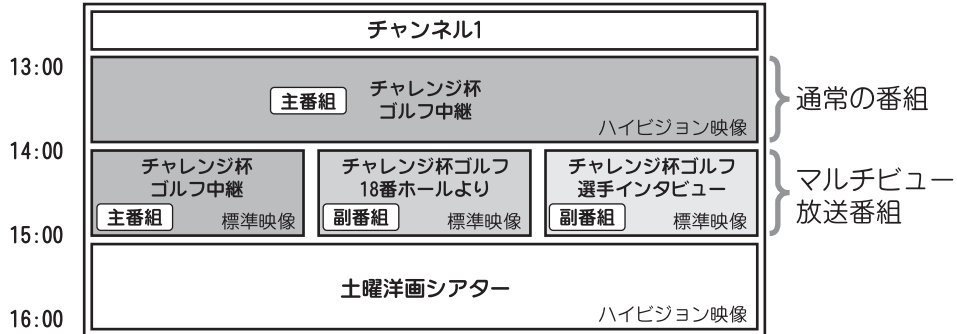 チャンネル1
13:00
主番組
チャレンジ杯
ゴルフ中継
ハイビジョン映像
通常の番組
14:00
チャレンジ杯
ゴルフ中継
主番組
標準映像
チャレンジ杯ゴルフ
18番ホールより
副番組
標準映像
チャレンジ杯ゴルフ
選手インタビュー
副番組
標準映像
マルチビュー
放送番組
15:00
土曜洋画シアター
ハイビジョン映像
16:00